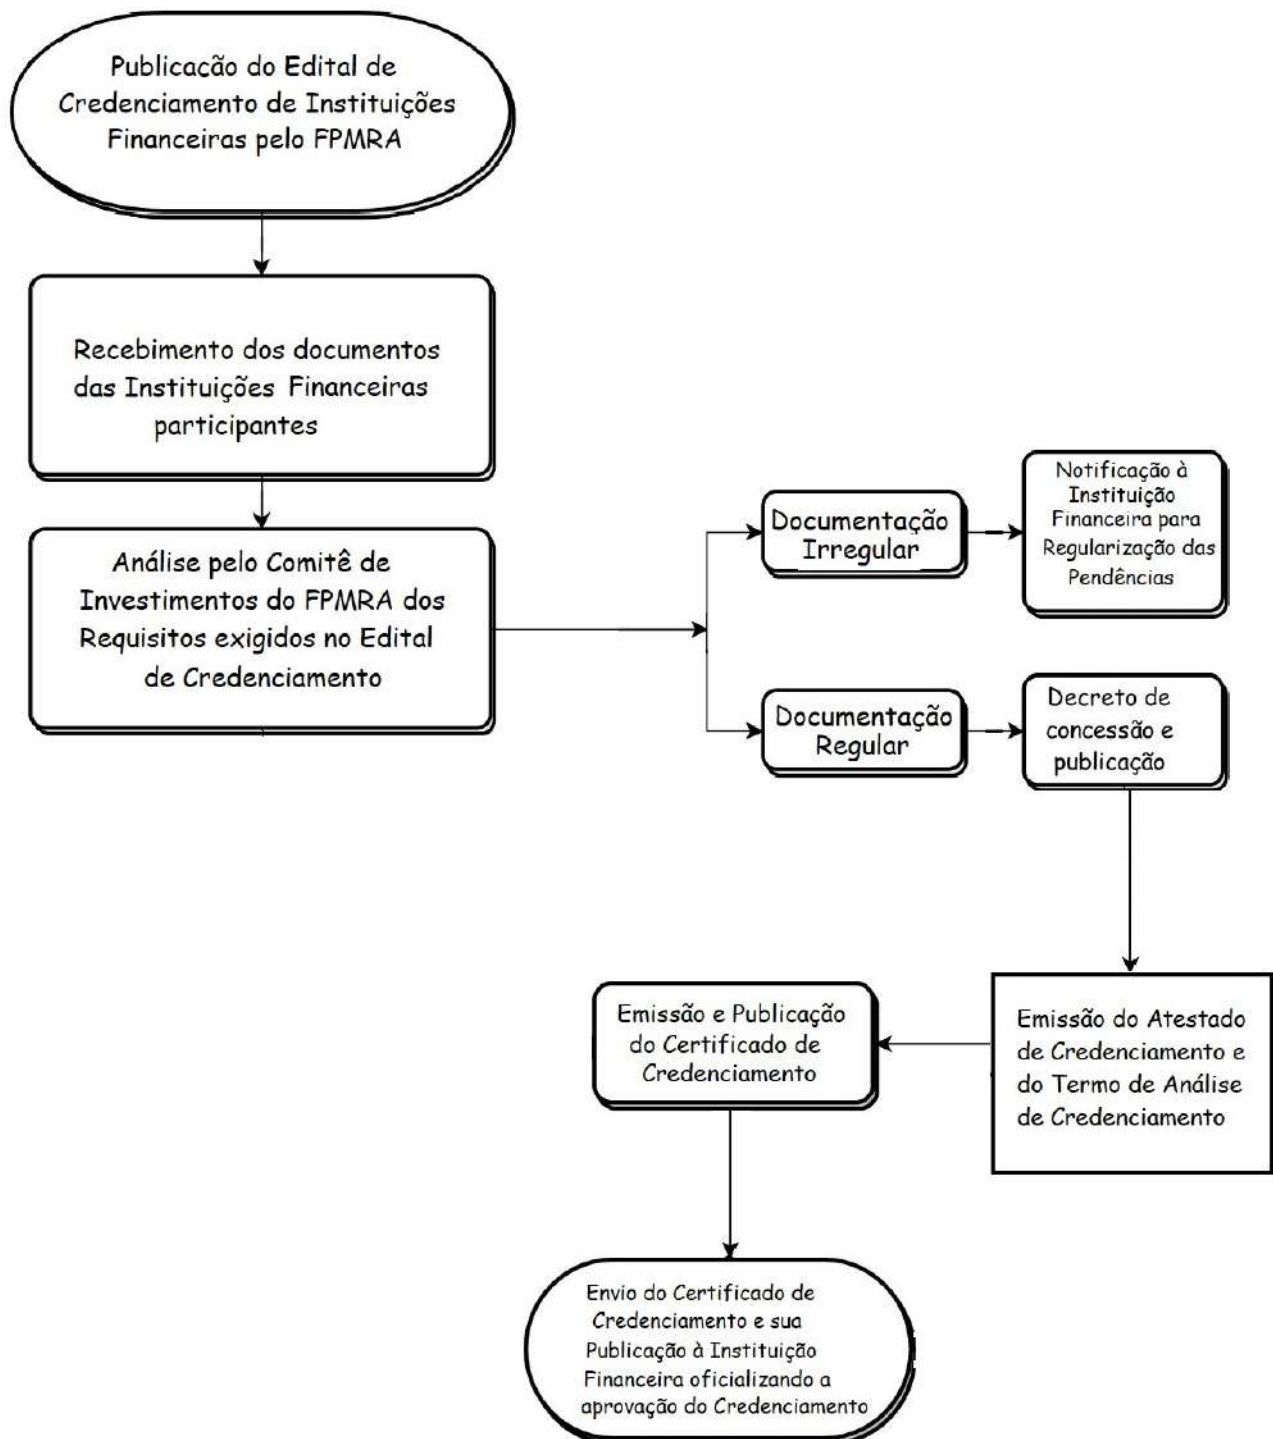 Publicação do Edital de
Credenciamento de Instituições
Financeiras pelo FPMRA
Recebimento dos documentos
das Instituições Financeiras
participantes
Análise pelo Comitê de
Investimentos do FPMRA dos
Requisitos exigidos no Edital
de Credenciamento
Documentação
Irregular
Notificação à
Instituição
Financeira para
Regularização das
Pendências
Documentação
Regular
Decreto de
concessão e
publicação
Emissão do Atestado
de Credenciamento e
do Termo de Análise
de Credenciamento
Emissão e Publicação
do Certificado de
Credenciamento
Envio do Certificado de
Credenciamento e sua
Publicação à Instituição
Financeira oficializando a
aprovação do Credenciamento